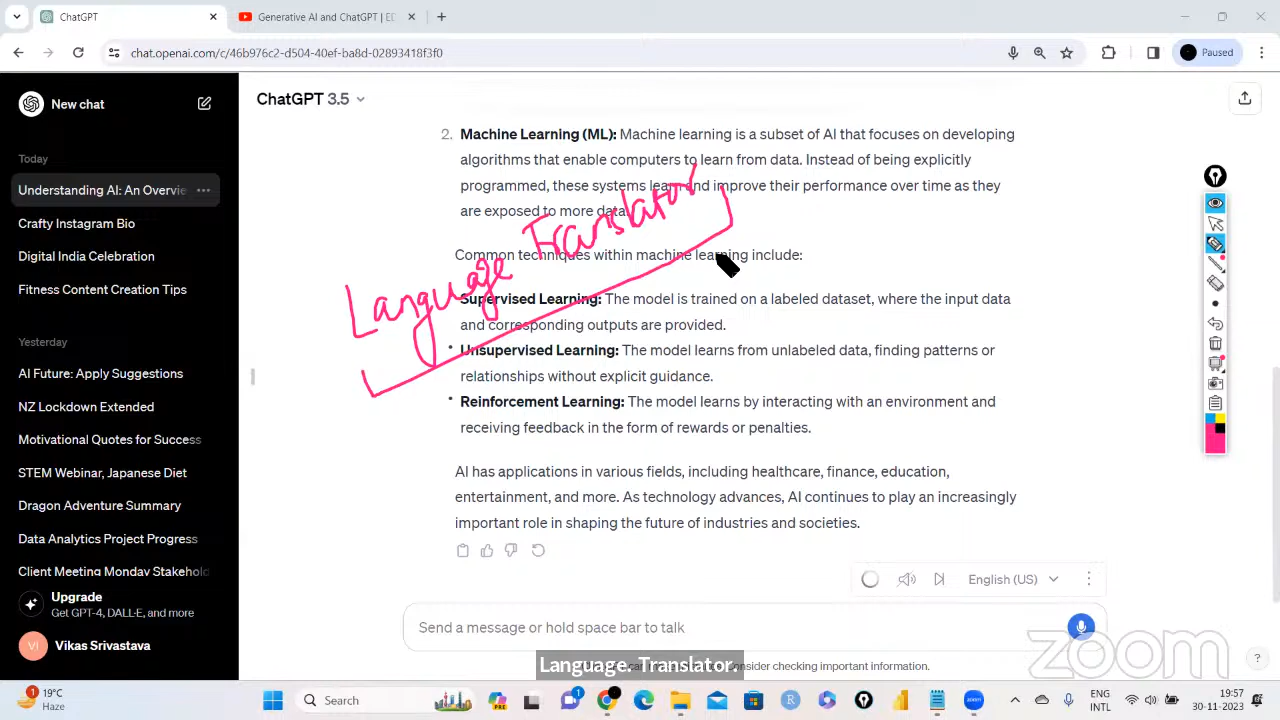 ChatGPT
Generative AI and ChatGPT | ED
chat.openai.com/c/46b976c2-d504-40ef-ba8d-02893418f3f0
Paused
New chat
Today
Understanding AI: An Overvie
Crafty Instagram Bio
Digital India Celebration
Fitness Content Creation Tips
Yesterday
AI Future: Apply Suggestions
NZ Lockdown Extended
Motivational Quotes for Success
STEM Webinar, Japanese Diet
Dragon Adventure Summary
Data Analytics Project Progress
Client Meeting Monday Stakehold
Upgrade
Get GPT-4, DALL·E, and more
VI
Vikas Srivastava
ChatGPT 3.5
2. Machine Learning (ML): Machine learning is a subset of AI that focuses on developing
algorithms that enable computers to learn from data. Instead of being explicitly
programmed, these systems learn and improve their performance over time as they
are exposed to more data.
Common techniques within machine learning include:
Language Translator
Supervised Learning: The model is trained on a labeled dataset, where the input data
and corresponding outputs are provided.
• Unsupervised Learning: The model learns from unlabeled data, finding patterns or
relationships without explicit guidance.
• Reinforcement Learning: The model learns by interacting with an environment and
receiving feedback in the form of rewards or penalties.
AI has applications in various fields, including healthcare, finance, education,
entertainment, and more. As technology advances, AI continues to play an increasingly
important role in shaping the future of industries and societies.
English (US)
Send a message or hold space bar to talk
zoom
Language. Translator.
consider checking important information.
?
1
19°C
Haze
Search
1
ENG
INTL
19:57
30-11-2023